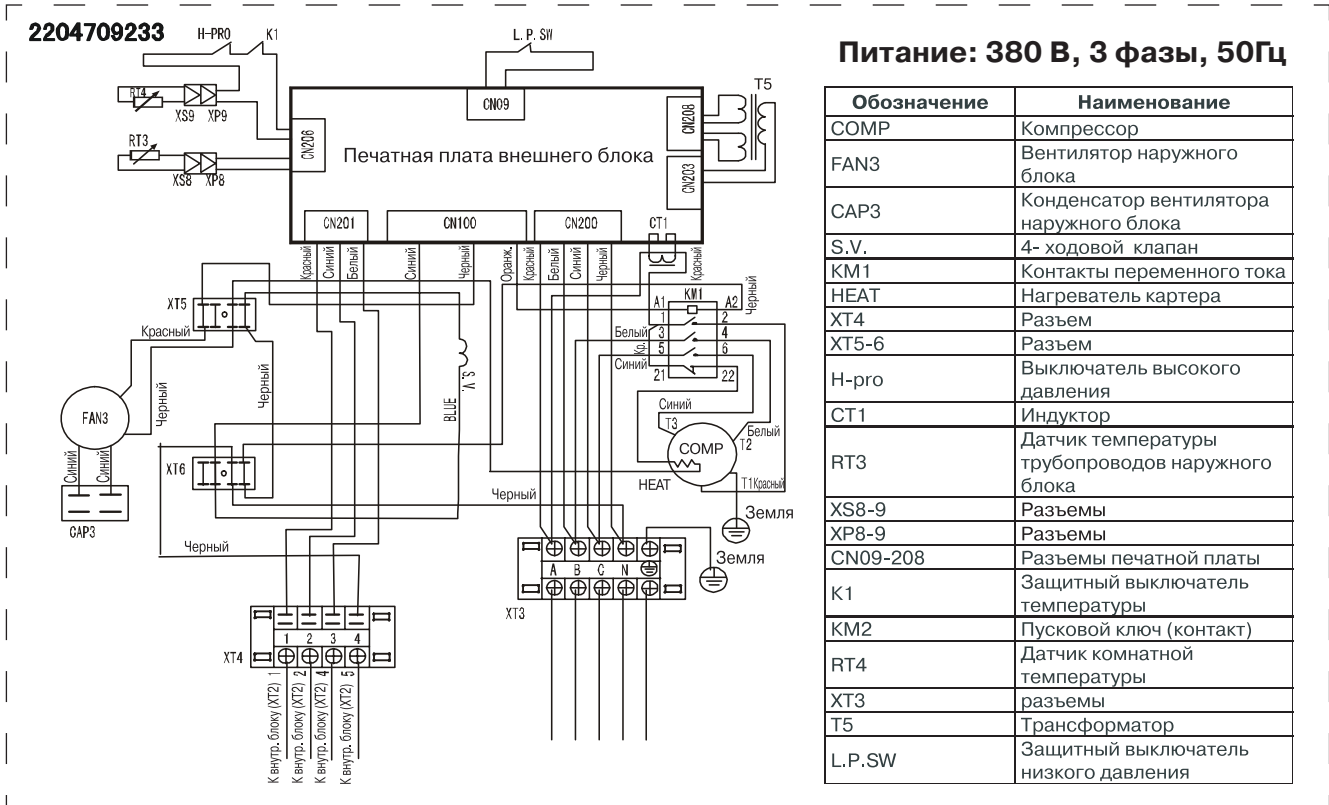 2204709233
H-PRO
K1
L. P. SW
Питание: 380 В, 3 фазы, 50Гц
T5
RT4
XS9 XP9
CN09
CN208
CN206
RT3
Печатная плата внешнего блока
CN203
XS8 XP8
CN201
CN100
CN200
CT1
Красный
Синий
Белый
Синий
Черный
Оранж.
Красный
Белый
Синий
Черный
Красный
Черный
XT5
A1
KM1
A2
1
2
Красный
Белый
3
4
Кр.
5
6
Синий
21
22
Черный
Черный
BLUE
S. V.
FAN3
Синий
T3
COMP
Белый
T2
Синий
Синий
XT6
HEAT
T1Красный
CAP3
Черный
Земля
Черный
Земля
A B C N
XT3
1 2 3 4
XT4
К внутр. блоку (XT2) 1
К внутр. блоку (XT2) 2
К внутр. блоку (XT2) 4
К внутр. блоку (XT2) 5
Обозначение Наименование
COMP Компрессор
FAN3 Вентилятор наружного
блока
CAP3 Конденсатор вентилятора
наружного блока
S.V. 4- ходовой клапан
KM1 Контакты переменного тока
HEAT Нагреватель картера
XT4 Разъем
XT5-6 Разъем
H-pro Выключатель высокого
давления
CT1 Индуктор
RT3 Датчик температуры
трубопроводов наружного
блока
XS8-9 Разъемы
XP8-9 Разъемы
CN09-208 Разъемы печатной платы
K1 Защитный выключатель
температуры
KM2 Пусковой ключ (контакт)
RT4 Датчик комнатной
температуры
XT3 разъемы
T5 Трансформатор
L.P.SW Защитный выключатель
низкого давления